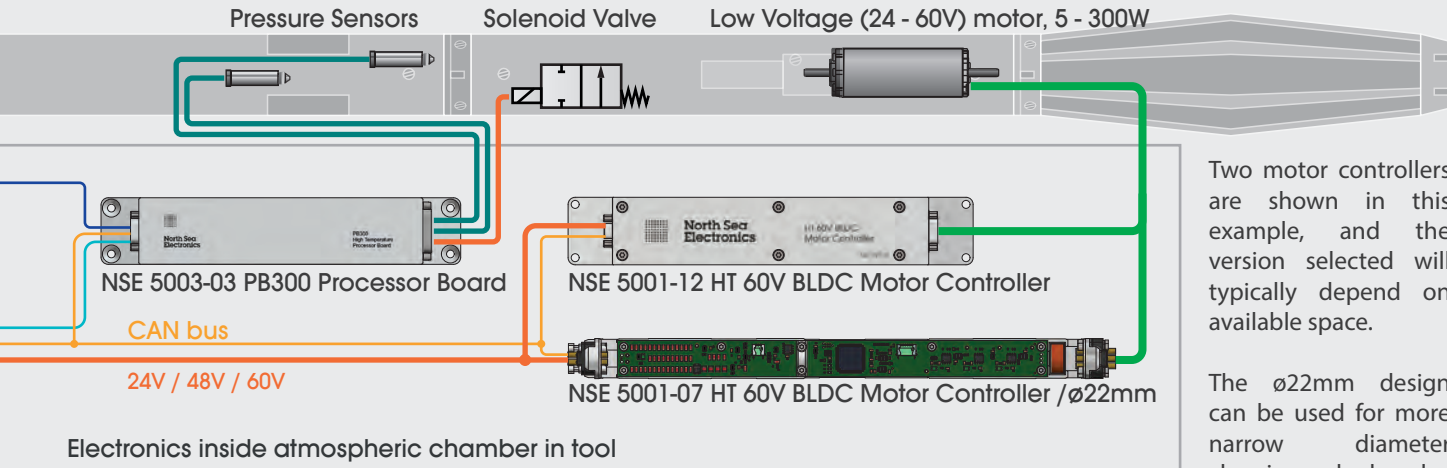 Pressure Sensors
Solenoid Valve
Low Voltage (24 - 60V) motor, 5 - 300W
North Sea
Electronics
PB300
High Temperature
Processor Board
North Sea
Electronics
HT 60V BLDC
Motor Controller
NSE 5003-03 PB300 Processor Board
NSE 5001-12 HT 60V BLDC Motor Controller
CAN bus
24V / 48V / 60V
NSE 5001-07 HT 60V BLDC Motor Controller /ø22mm
Electronics inside atmospheric chamber in tool
Two motor controllers
are shown in this
example, and the
version selected will
typically depend on
available space.
The ø22mm design
can be used for more
narrow diameter